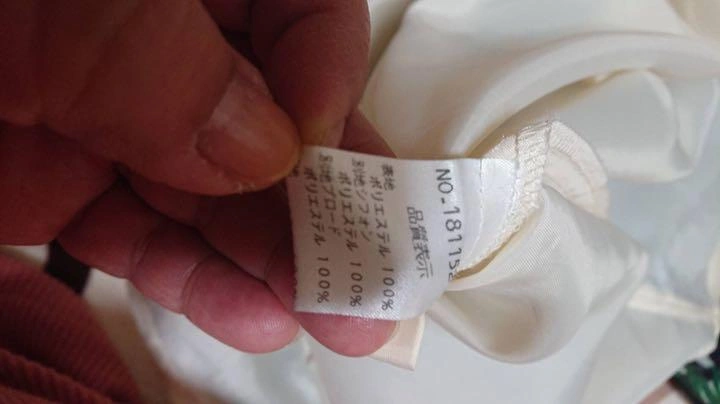 NO-18115
品質表示
表地
ポリエステル 100%
別地シフォン
ポリエステル 100%
別地ブロード
ポリエステル 100%